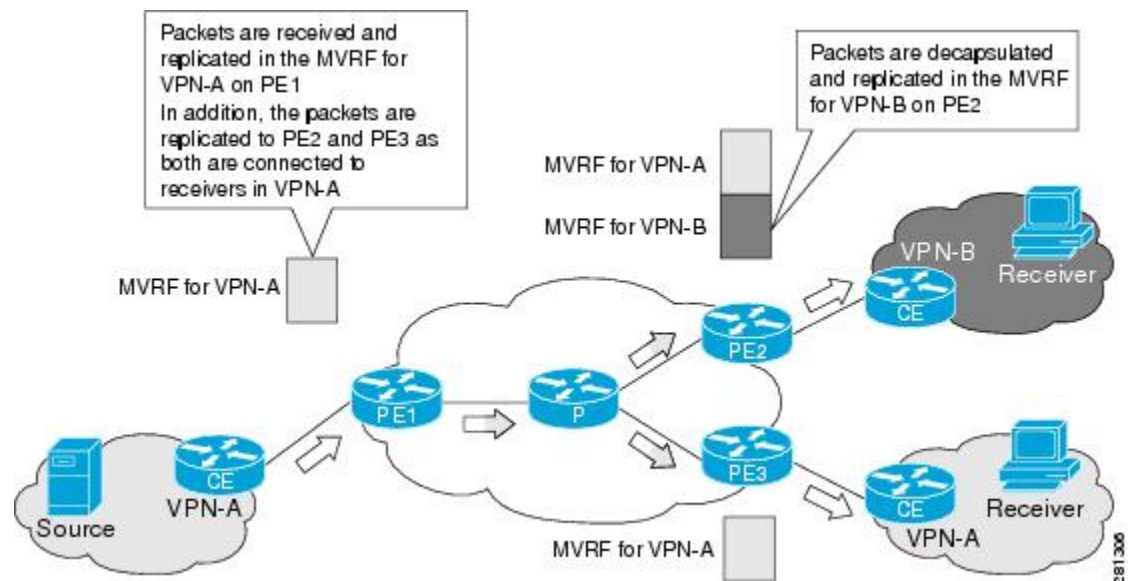 Packets are received and
replicated in the MVRF for
VPN-A on PE1
In addition, the packets are
replicated to PE2 and PE3 as
both are connected to
receivers in VPN-A
Packets are decapsulated
and replicated in the MVRF
for VPN-B on PE2
MVRF for VPN-A
MVRF for VPN-B
MVRF for VPN-A
VPN-B
Receiver
CE
PE2
PE1
P
PE3
CE
VPN-A
Source
CE
Receiver
VPN-A
MVRF for VPN-A
281306